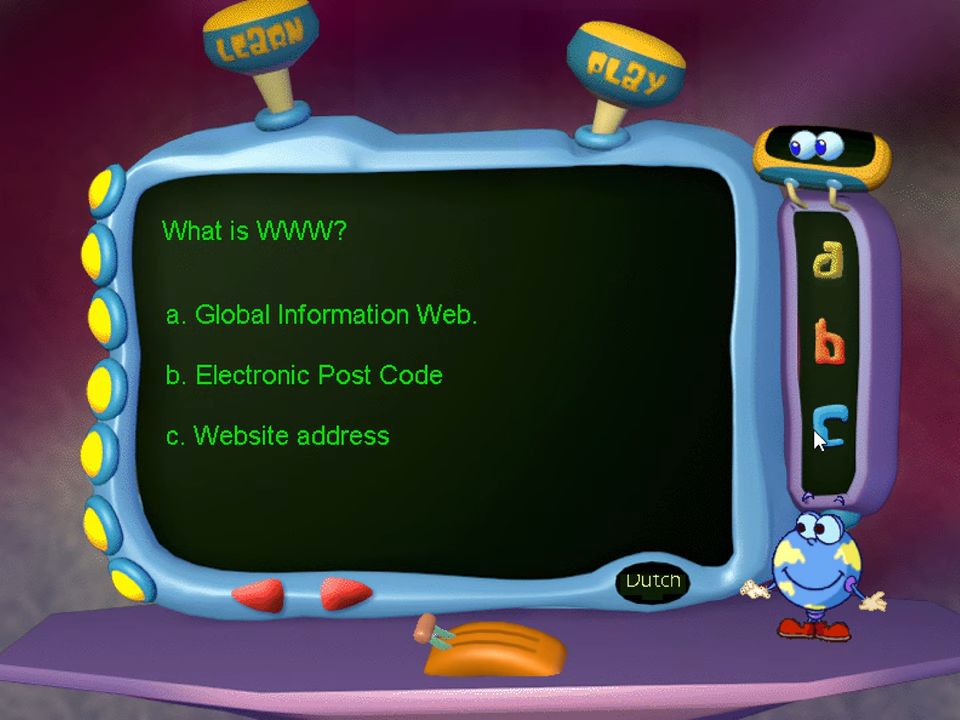 LEARN
PLAY
What is WWW?
a. Global Information Web.
b. Electronic Post Code
c. Website address
a
b
c
Dutch